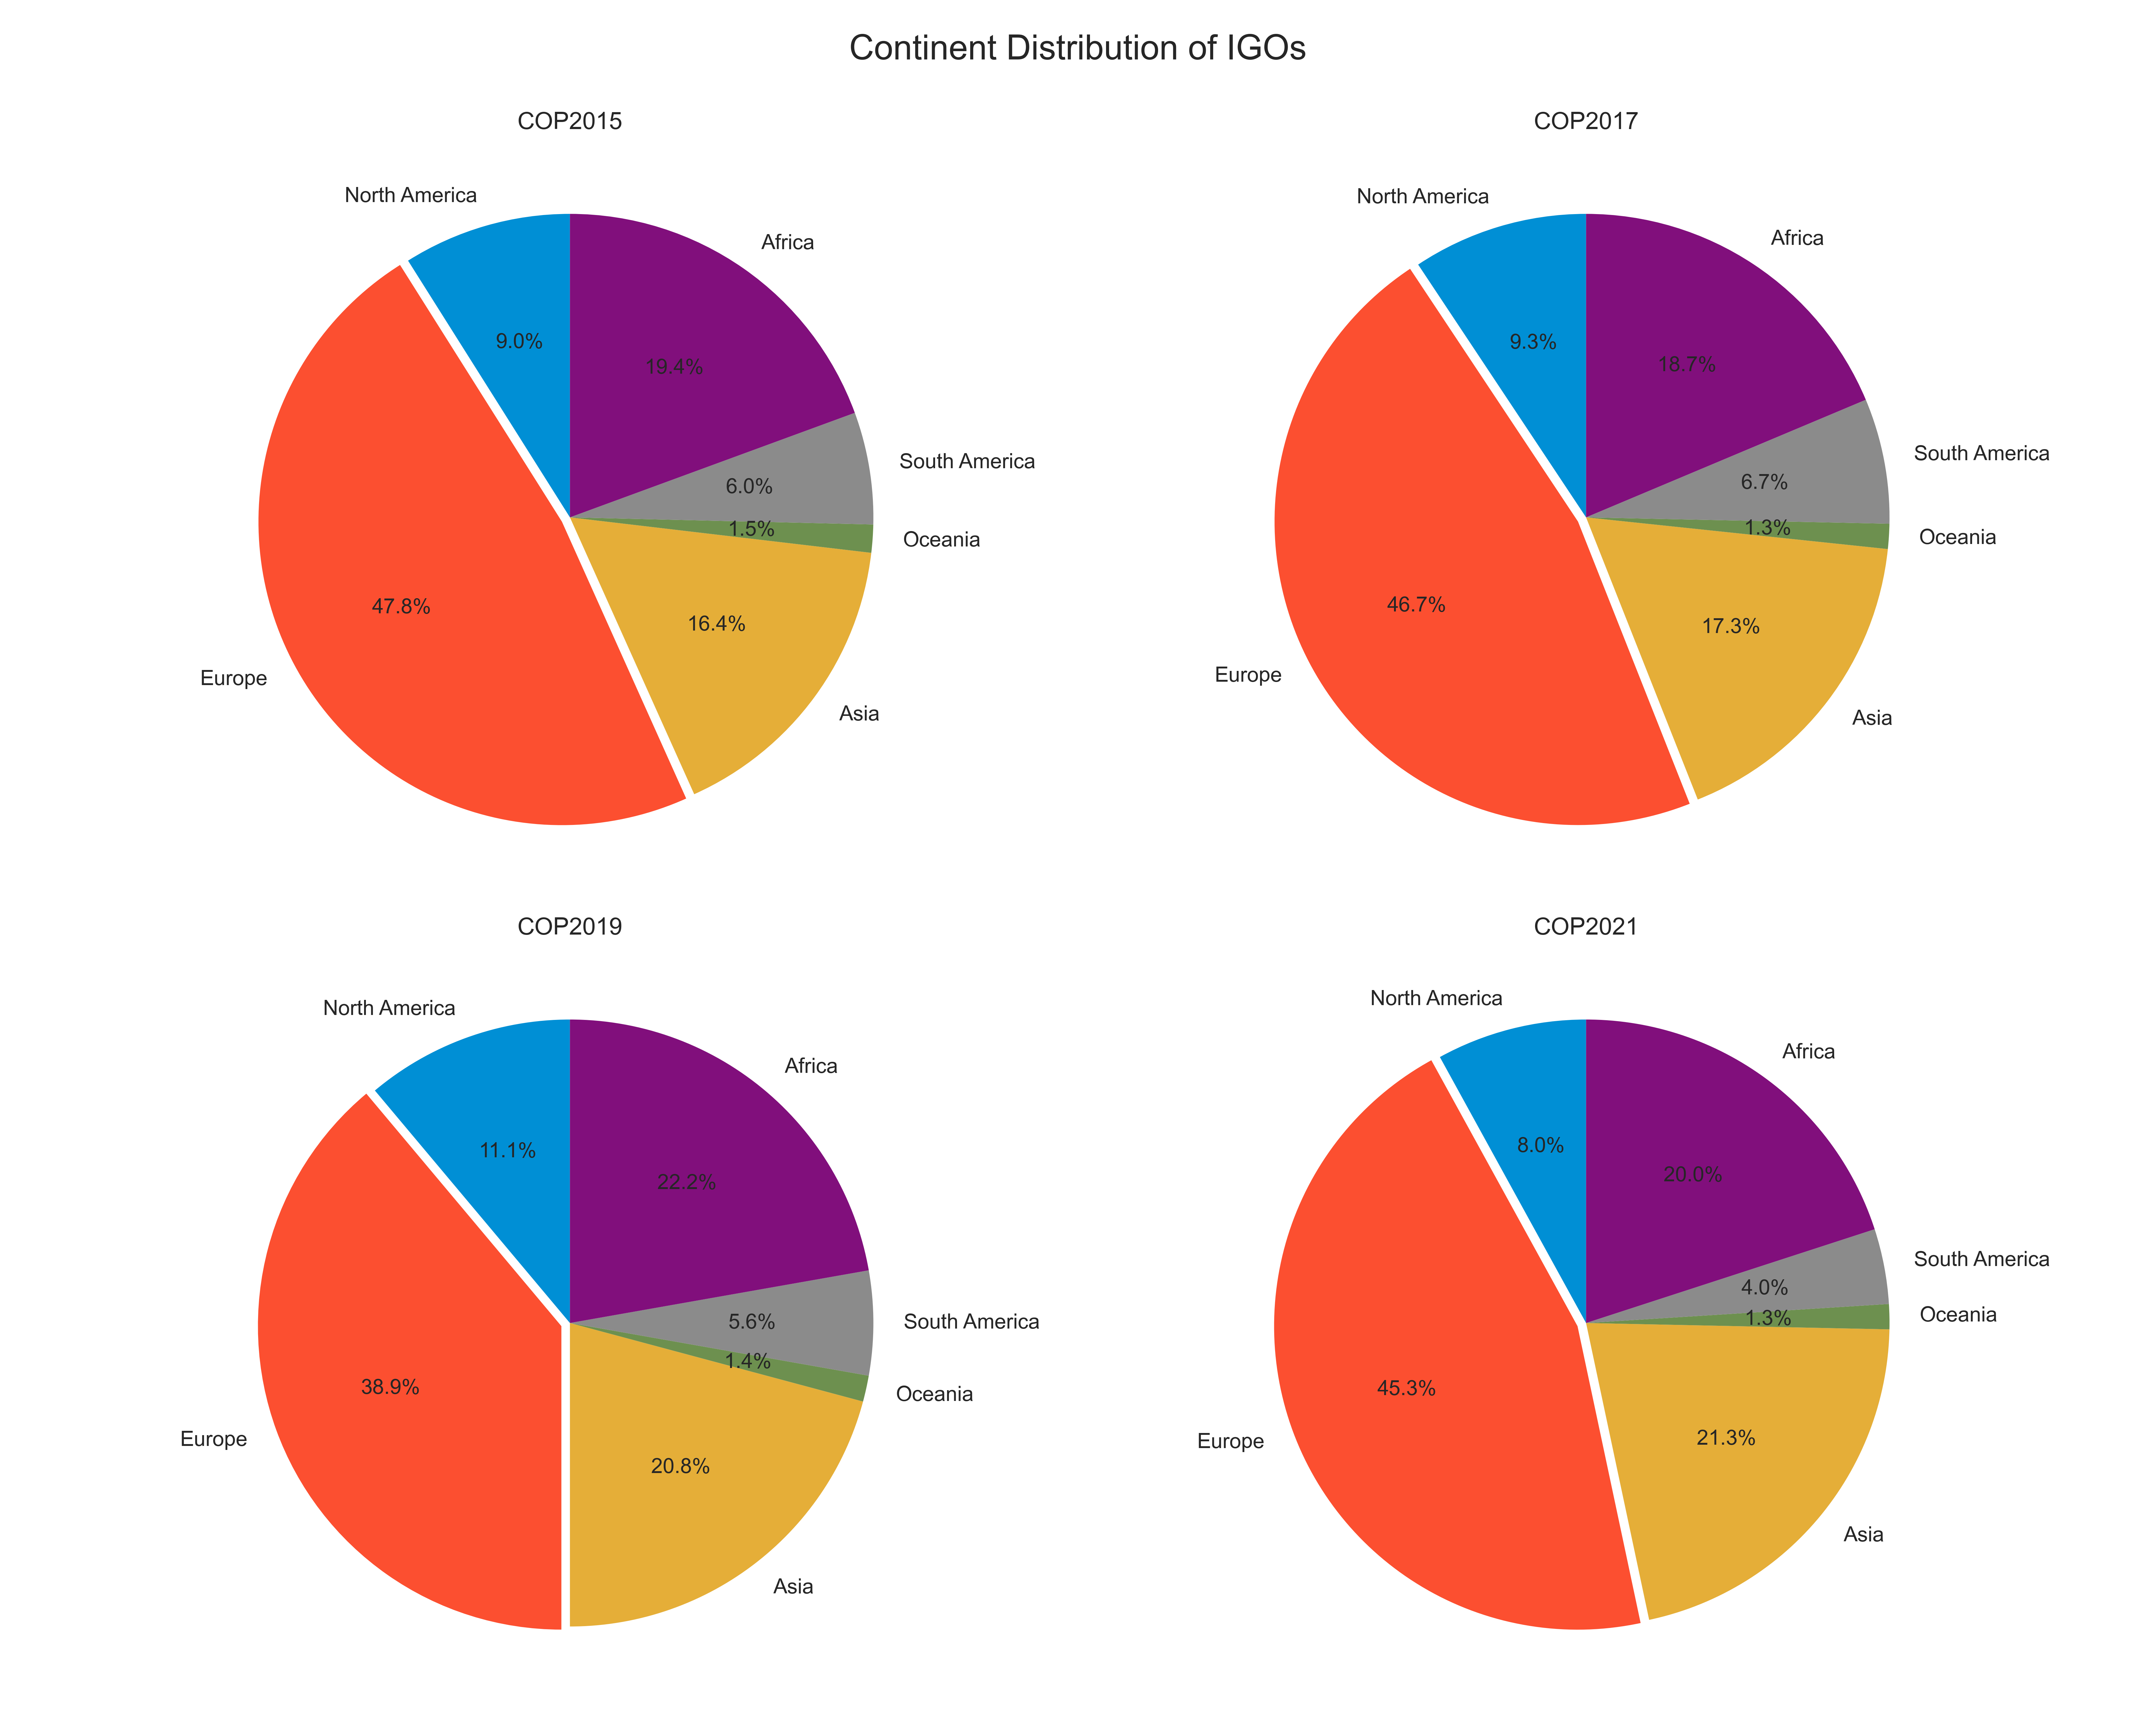 Continent Distribution of IGOs
COP2015
North America
Africa
9.0%
19.4%
South America
6.0%
1.5%
Oceania
47.8%
16.4%
Europe
Asia
COP2017
North America
Africa
9.3%
18.7%
South America
6.7%
1.3%
Oceania
46.7%
17.3%
Europe
Asia
COP2019
North America
Africa
11.1%
22.2%
South America
5.6%
1.4%
Oceania
38.9%
Europe
20.8%
Asia
COP2021
North America
Africa
8.0%
20.0%
South America
4.0%
1.3%
Oceania
45.3%
Europe
21.3%
Asia